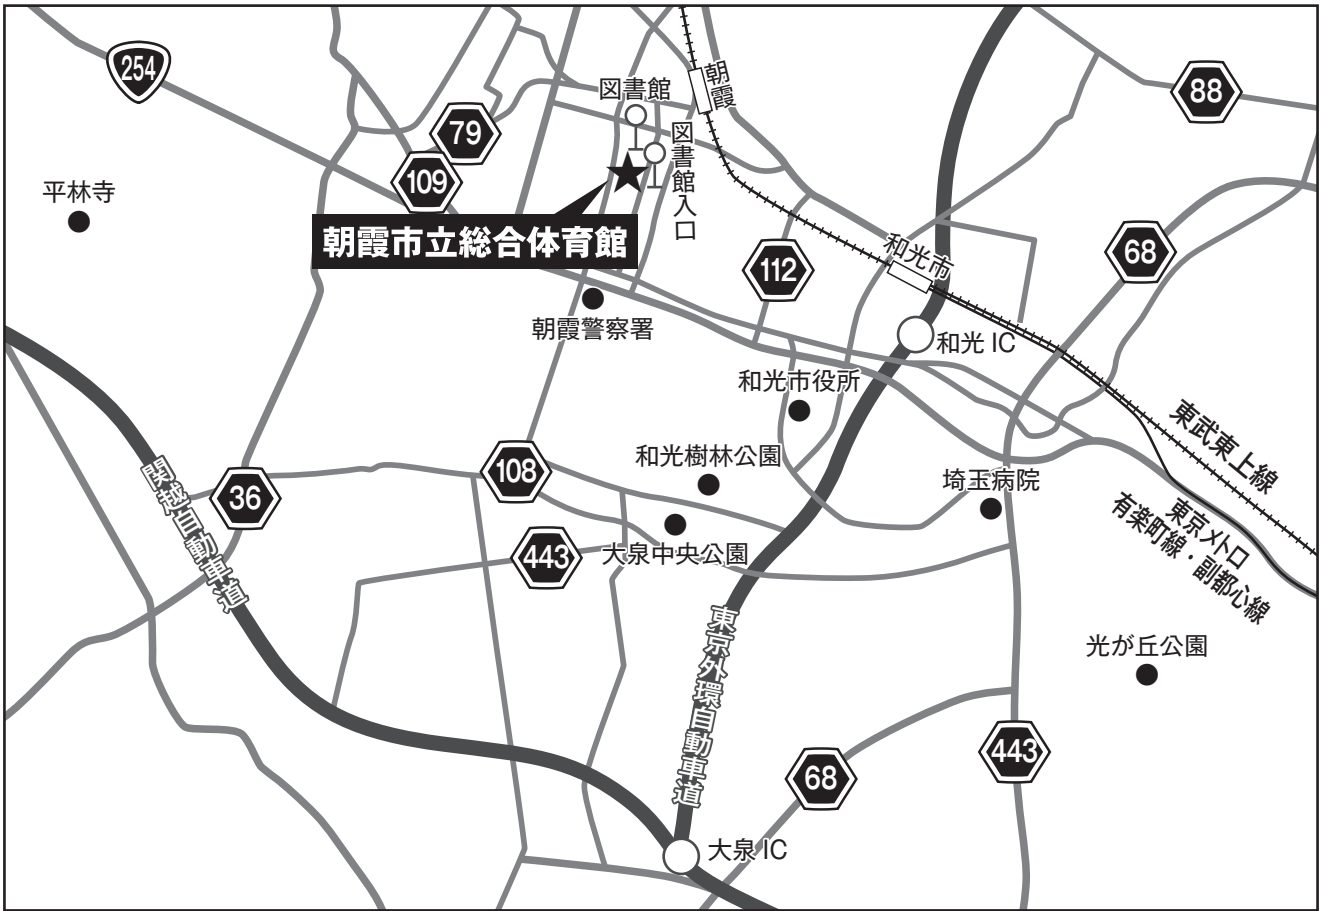 254
朝霞
88
図書館
79
図書館入口
109
平林寺
朝霞市立総合体育館
68
和光市
112
朝霞警察署
和光 IC
和光市役所
東武東上線
和光樹林公園
108
埼玉病院
関越自動車道
36
東京メトロ
有楽町線・副都心線
443
大泉中央公園
東京外環自動車道
光が丘公園
443
68
大泉 IC